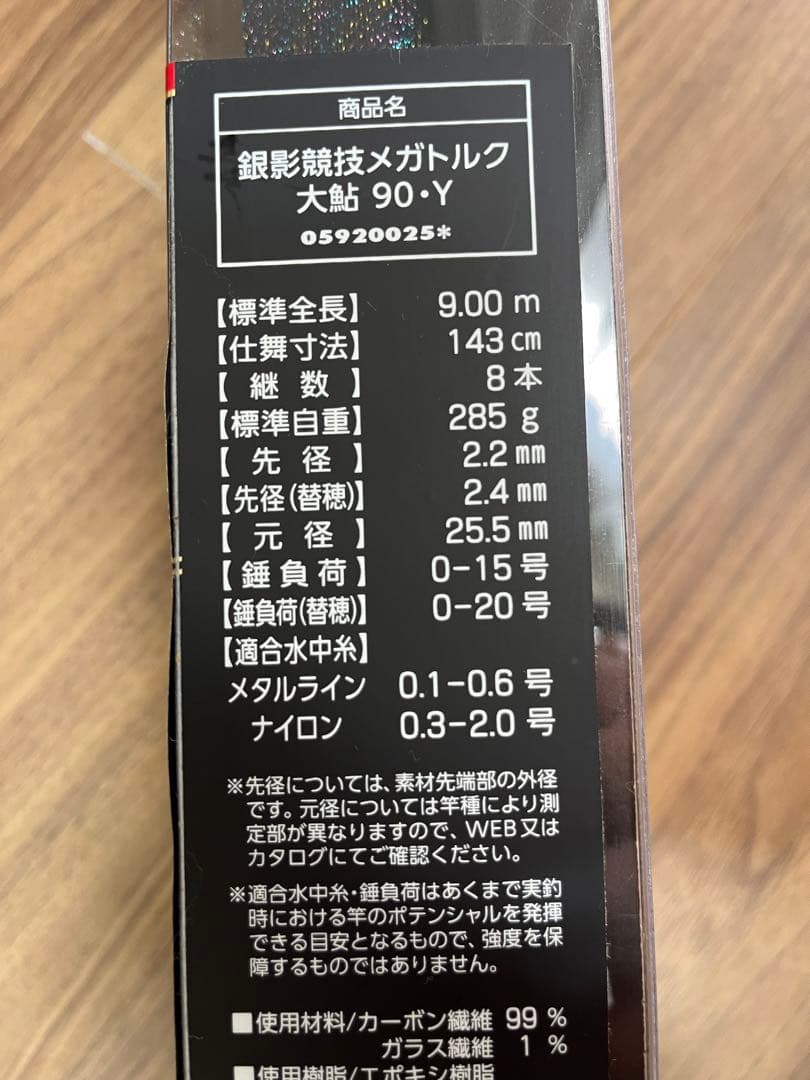 商品名
銀影競技メガトルク
大鮎 90・Y
05920025*
【標準全長】 9.00 m
【仕舞寸法】 143 cm
【継数】 8 本
【標準自重】 285 g
【先径】 2.2 mm
【先径(替穂)】 2.4 mm
【元径】 25.5 mm
【錘負荷】 0-15 号
【錘負荷(替穂)】 0-20 号
【適合水中糸】
メタルライン 0.1-0.6 号
ナイロン 0.3-2.0 号
※先径については、素材先端部の外径
です。元径については竿種により測
定部が異なりますので、WEB又は
カタログにてご確認ください。
※適合水中糸・錘負荷はあくまで実釣
時における竿のポテンシャルを発揮
できる目安となるもので、強度を保
障するものではありません。
■使用材料/カーボン繊維 99 %
ガラス繊維 1 %
■使用樹脂/エポキシ樹脂